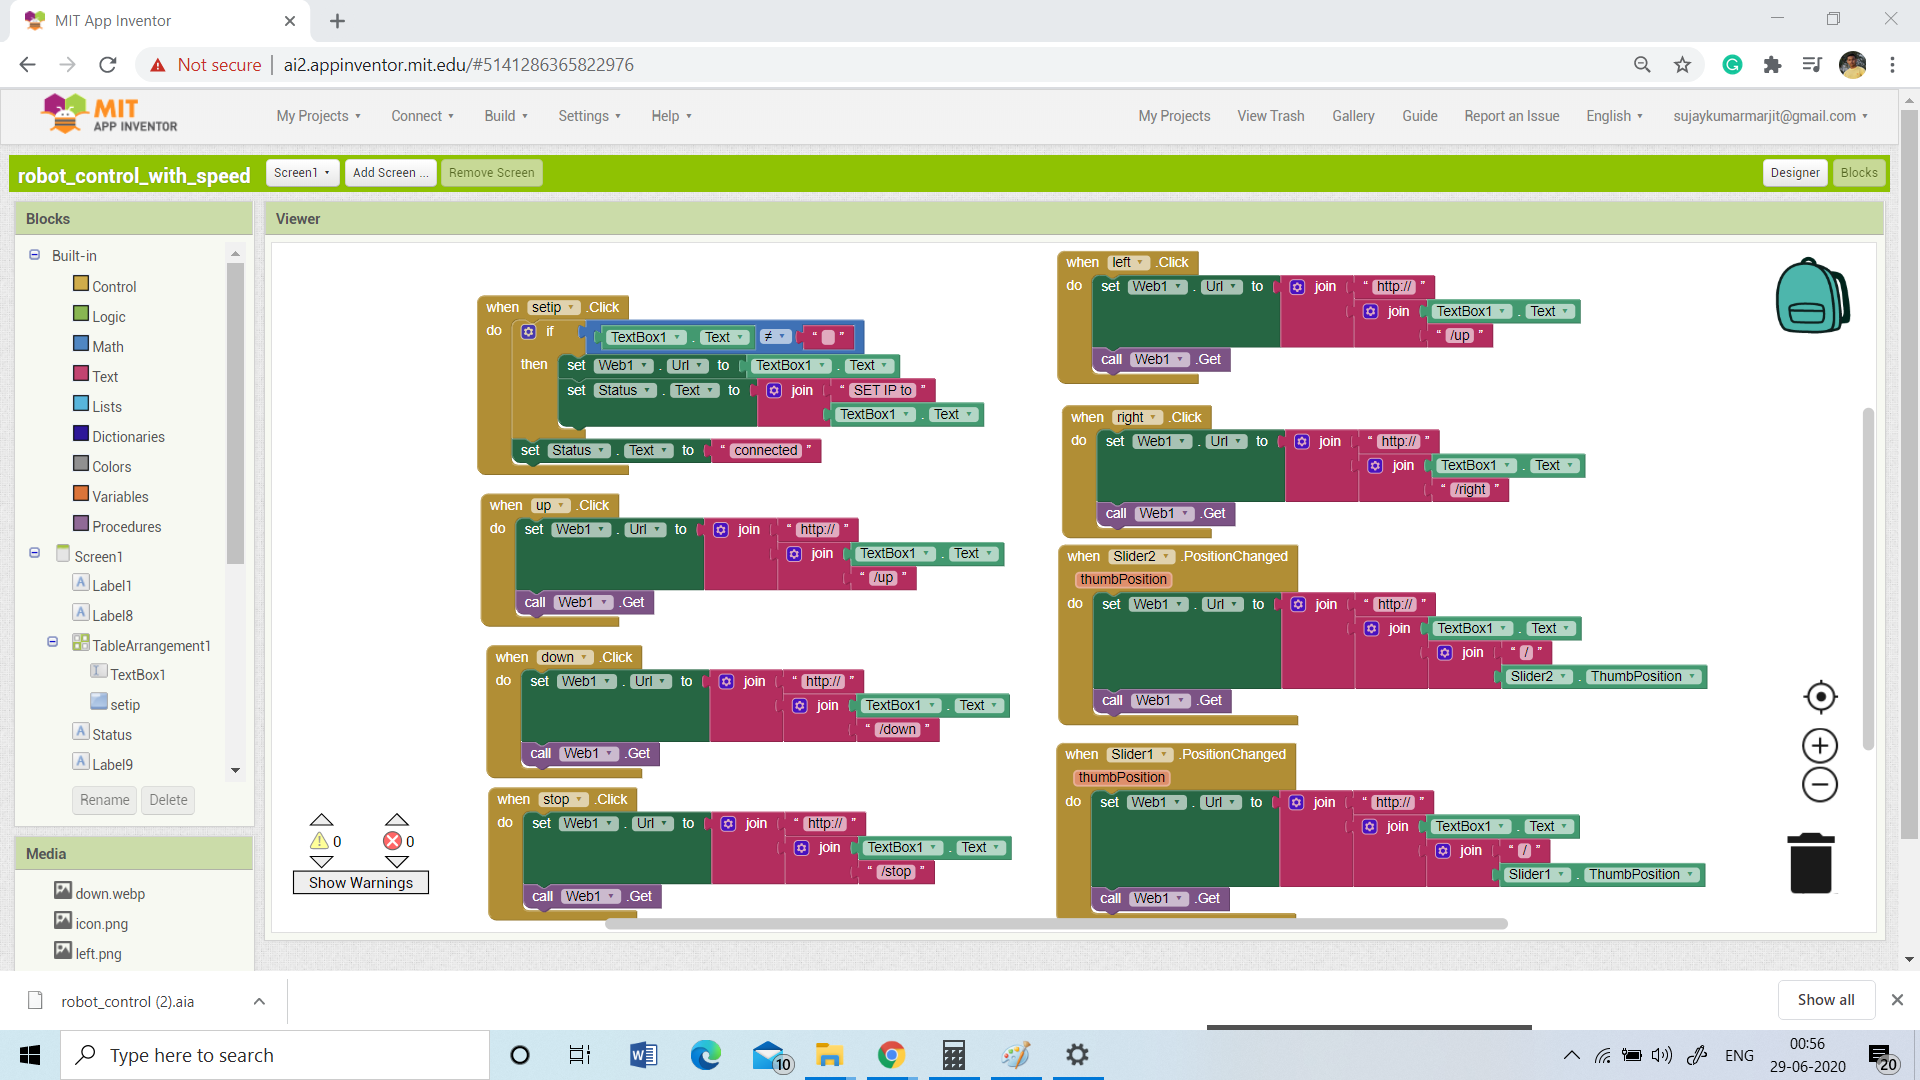 MIT App Inventor
Not secure
ai2.appinventor.mit.edu/#5141286365822976
MIT
APP INVENTOR
My Projects
Connect
Build
Settings
Help
My Projects
View Trash
Gallery
Guide
Report an Issue
English
sujaykumarmarjit@gmail.com
robot_control_with_speed
Screen1
Add Screen ...
Remove Screen
Designer
Blocks
Blocks
Built-in
Control
Logic
Math
Text
Lists
Dictionaries
Colors
Variables
Procedures
Screen1
Label1
Label8
TableArrangement1
TextBox1
setip
Status
Label9
Rename
Delete
Media
down.webp
icon.png
left.png
Viewer
when setip .Click
do if TextBox1 . Text ≠ “ ”
then set Web1 . Url to TextBox1 . Text
set Status . Text to join “ SET IP to ”
TextBox1 . Text
set Status . Text to “ connected ”
when up .Click
do set Web1 . Url to join “ http:// ”
join TextBox1 . Text
“ /up ”
call Web1 .Get
when down .Click
do set Web1 . Url to join “ http:// ”
join TextBox1 . Text
“ /down ”
call Web1 .Get
when stop .Click
do set Web1 . Url to join “ http:// ”
join TextBox1 . Text
“ /stop ”
call Web1 .Get
when left .Click
do set Web1 . Url to join “ http:// ”
join TextBox1 . Text
“ /up ”
call Web1 .Get
when right .Click
do set Web1 . Url to join “ http:// ”
join TextBox1 . Text
“ /right ”
call Web1 .Get
when Slider2 .PositionChanged
thumbPosition
do set Web1 . Url to join “ http:// ”
join TextBox1 . Text
join “ / ”
Slider2 . ThumbPosition
call Web1 .Get
when Slider1 .PositionChanged
thumbPosition
do set Web1 . Url to join “ http:// ”
join TextBox1 . Text
join “ / ”
Slider1 . ThumbPosition
call Web1 .Get
0 0
Show Warnings
robot_control (2).aia
Show all
Type here to search
10
ENG
00:56
29-06-2020
20